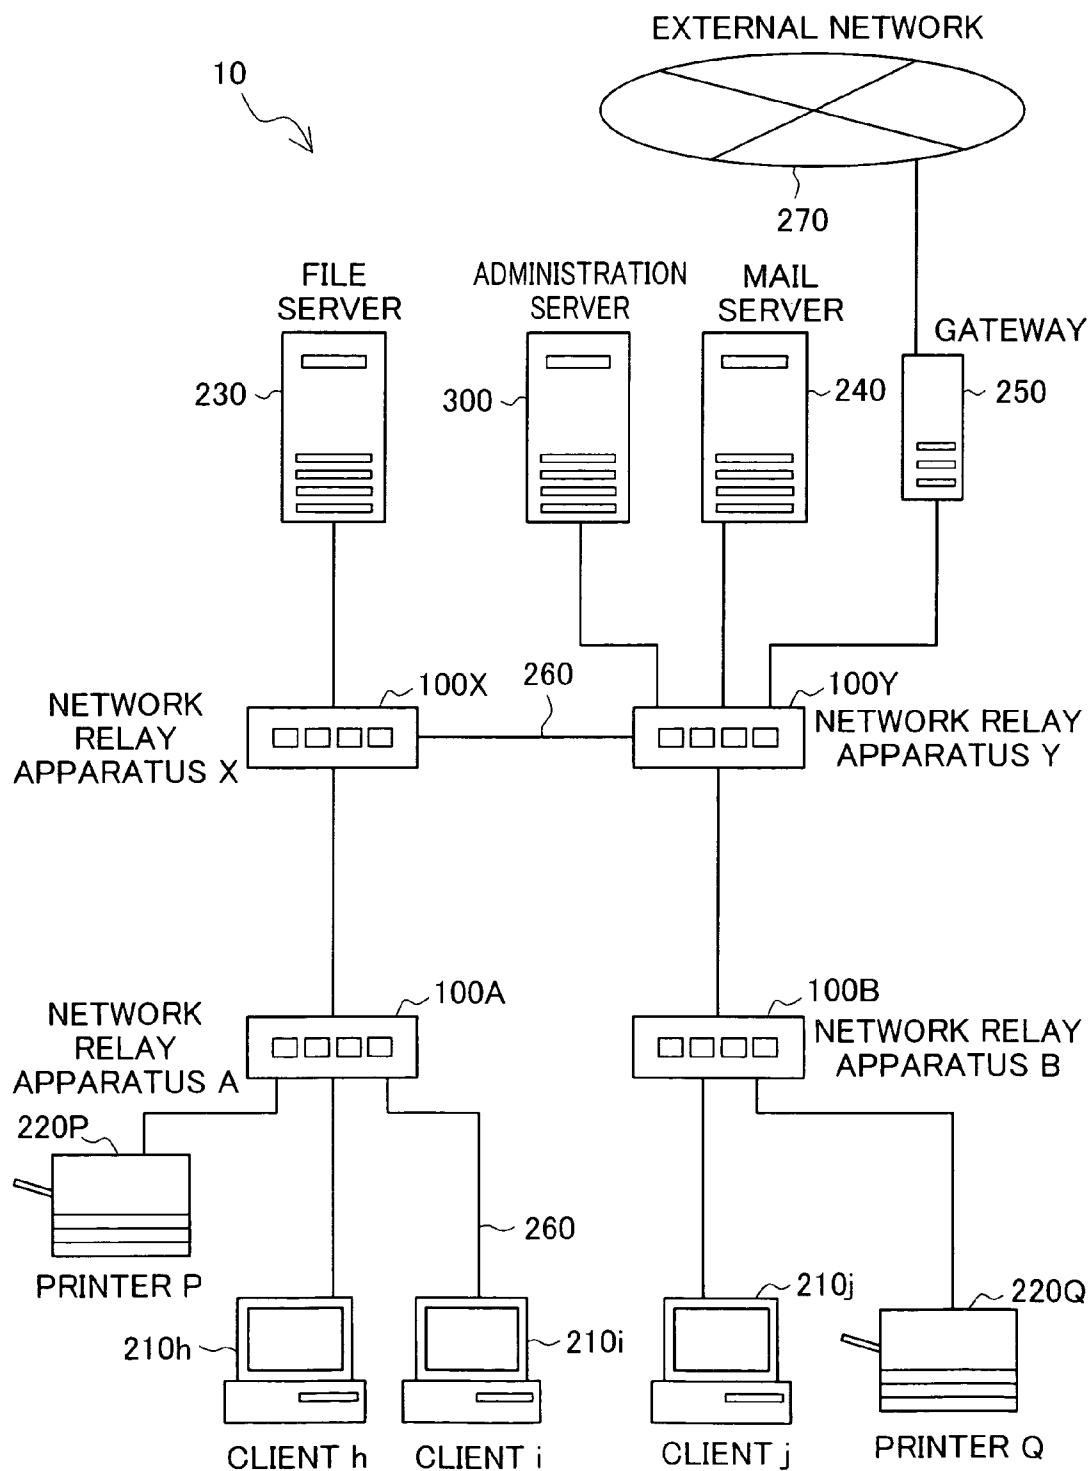 EXTERNAL NETWORK
10
270
FILE
SERVER
ADMINISTRATION
SERVER
MAIL
SERVER
GATEWAY
230
300
240
250
100X
260
100Y
NETWORK
RELAY
APPARATUS X
NETWORK RELAY
APPARATUS Y
100A
100B
NETWORK
RELAY
APPARATUS A
NETWORK RELAY
APPARATUS B
220P
260
PRINTER P
210h
210i
210j
220Q
CLIENT h
CLIENT i
CLIENT j
PRINTER Q